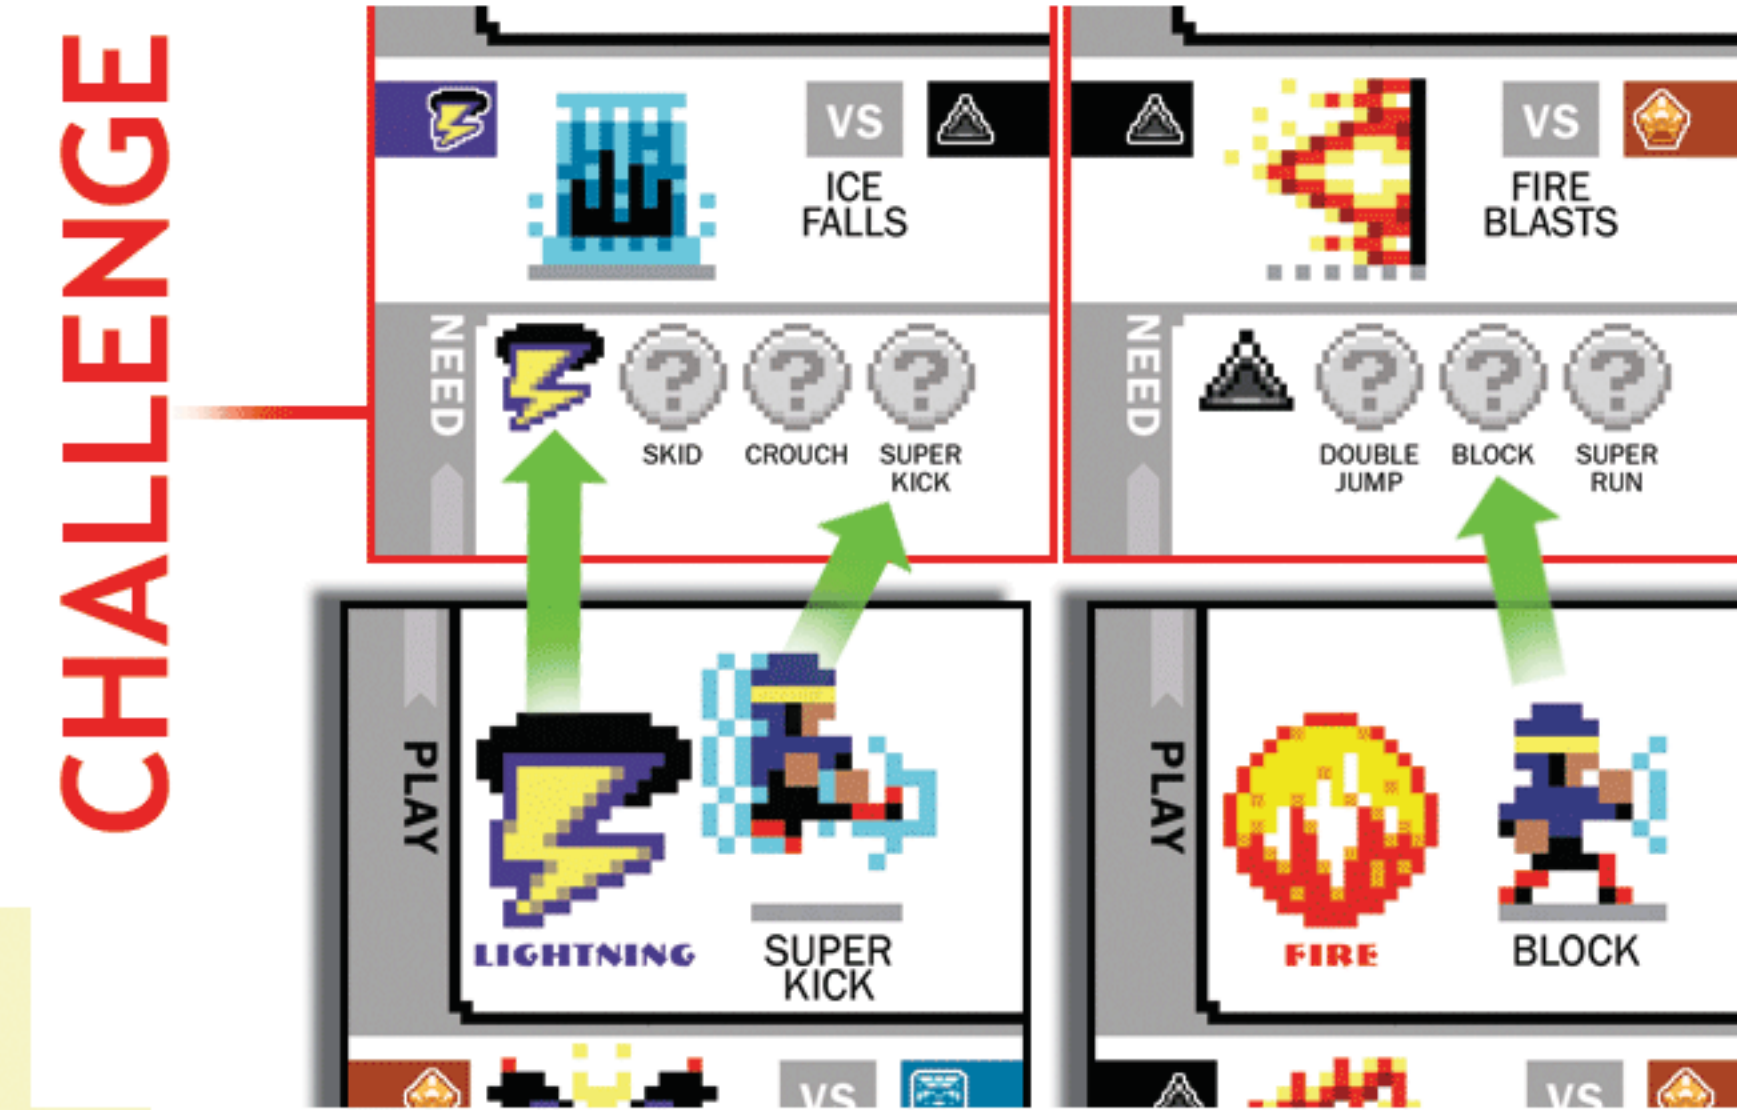 CHALLENGE
VS
ICE
FALLS
VS
FIRE
BLASTS
NEED
?
SKID
?
CROUCH
?
SUPER
KICK
NEED
?
DOUBLE
JUMP
?
BLOCK
?
SUPER
RUN
PLAY
LIGHTNING
SUPER
KICK
PLAY
FIRE
BLOCK
VS
VS